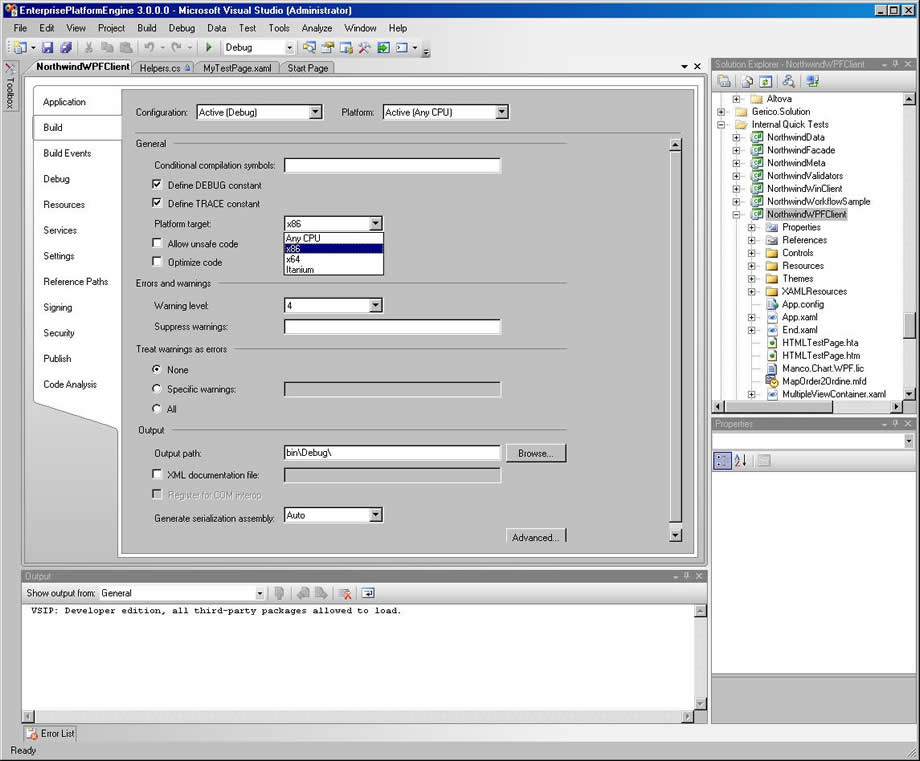 EnterprisePlatformEngine 3.0.0.0 - Microsoft Visual Studio (Administrator)
File Edit View Project Build Debug Data Test Tools Analyze Window Help
Debug
Toolbox
NorthwindWPFClient Helpers.cs MyTestPage.xaml Start Page
Application
Build
Build Events
Debug
Resources
Services
Settings
Reference Paths
Signing
Security
Publish
Code Analysis
Configuration: Active (Debug) Platform: Active (Any CPU)
General
Conditional compilation symbols:
Define DEBUG constant
Define TRACE constant
Platform target: x86
Any CPU
x86
x64
Itanium
Allow unsafe code
Optimize code
Errors and warnings
Warning level: 4
Suppress warnings:
Treat warnings as errors
None
Specific warnings:
All
Output
Output path: bin\Debug\ Browse...
XML documentation file:
Register for COM interop
Generate serialization assembly: Auto
Advanced...
Solution Explorer - NorthwindWPFClient
Altova
Gerico.Solution
Internal Quick Tests
NorthwindData
NorthwindFacade
NorthwindMeta
NorthwindValidators
NorthwindWinClient
NorthwindWorkflowSample
NorthwindWPFClient
Properties
References
Controls
Resources
Themes
XAMLResources
App.config
App.xaml
End.xaml
HTMLTestPage.hta
HTMLTestPage.htm
Manco.Chart.WPF.lic
MapOrder2Ordine.mfd
MultipleViewContainer.xaml
Properties
Output
Show output from: General
VSIP: Developer edition, all third-party packages allowed to load.
Error List
Ready